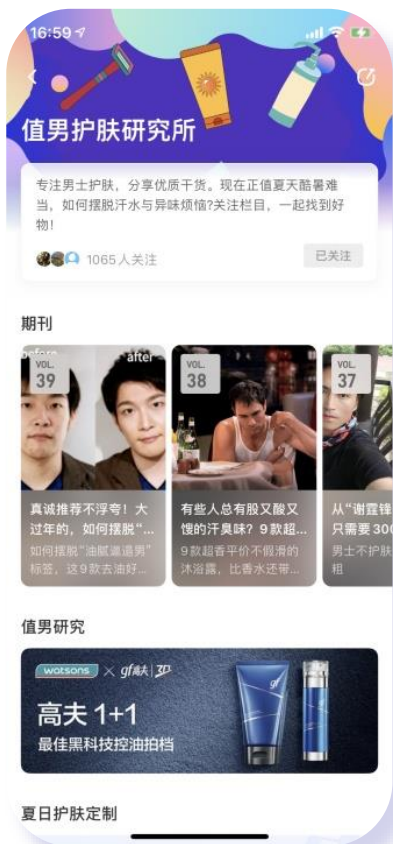 16:59
值男护肤研究所
专注男士护肤，分享优质干货。现在正值夏天酷暑难
当，如何摆脱汗水与异味烦恼?关注栏目，一起找到好
物!
1065人关注
已关注
期刊
before
after
VOL.
39
真诚推荐不浮夸！大
过年的，如何摆脱“...
如何摆脱“油腻邋遢男”
标签，这9款去油好...
VOL.
38
有些人总有股又酸又
馊的汗臭味？9款超...
9款超香平价不假滑的
沐浴露，比香水还带...
VOL.
37
从“谢霆锋
只需要300
男士不护肤
粗
值男研究
watsons × gf高夫 3D
高夫 1+1
最佳黑科技控油拍档
gf
夏日护肤定制